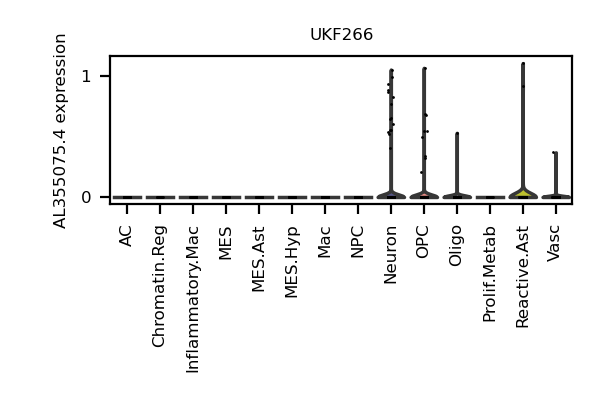 UKF266
AL355075.4 expression
1
0
AC
Chromatin.Reg
Inflammatory.Mac
MES
MES.Ast
MES.Hyp
Mac
NPC
Neuron
OPC
Oligo
Prolif.Metab
Reactive.Ast
Vasc